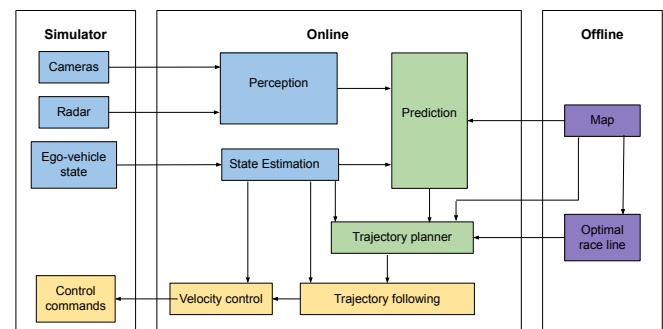 Simulator
Online
Offline
Cameras
Radar
Ego-vehicle
state
Perception
State Estimation
Prediction
Map
Trajectory planner
Optimal
race line
Control
commands
Velocity control
Trajectory following